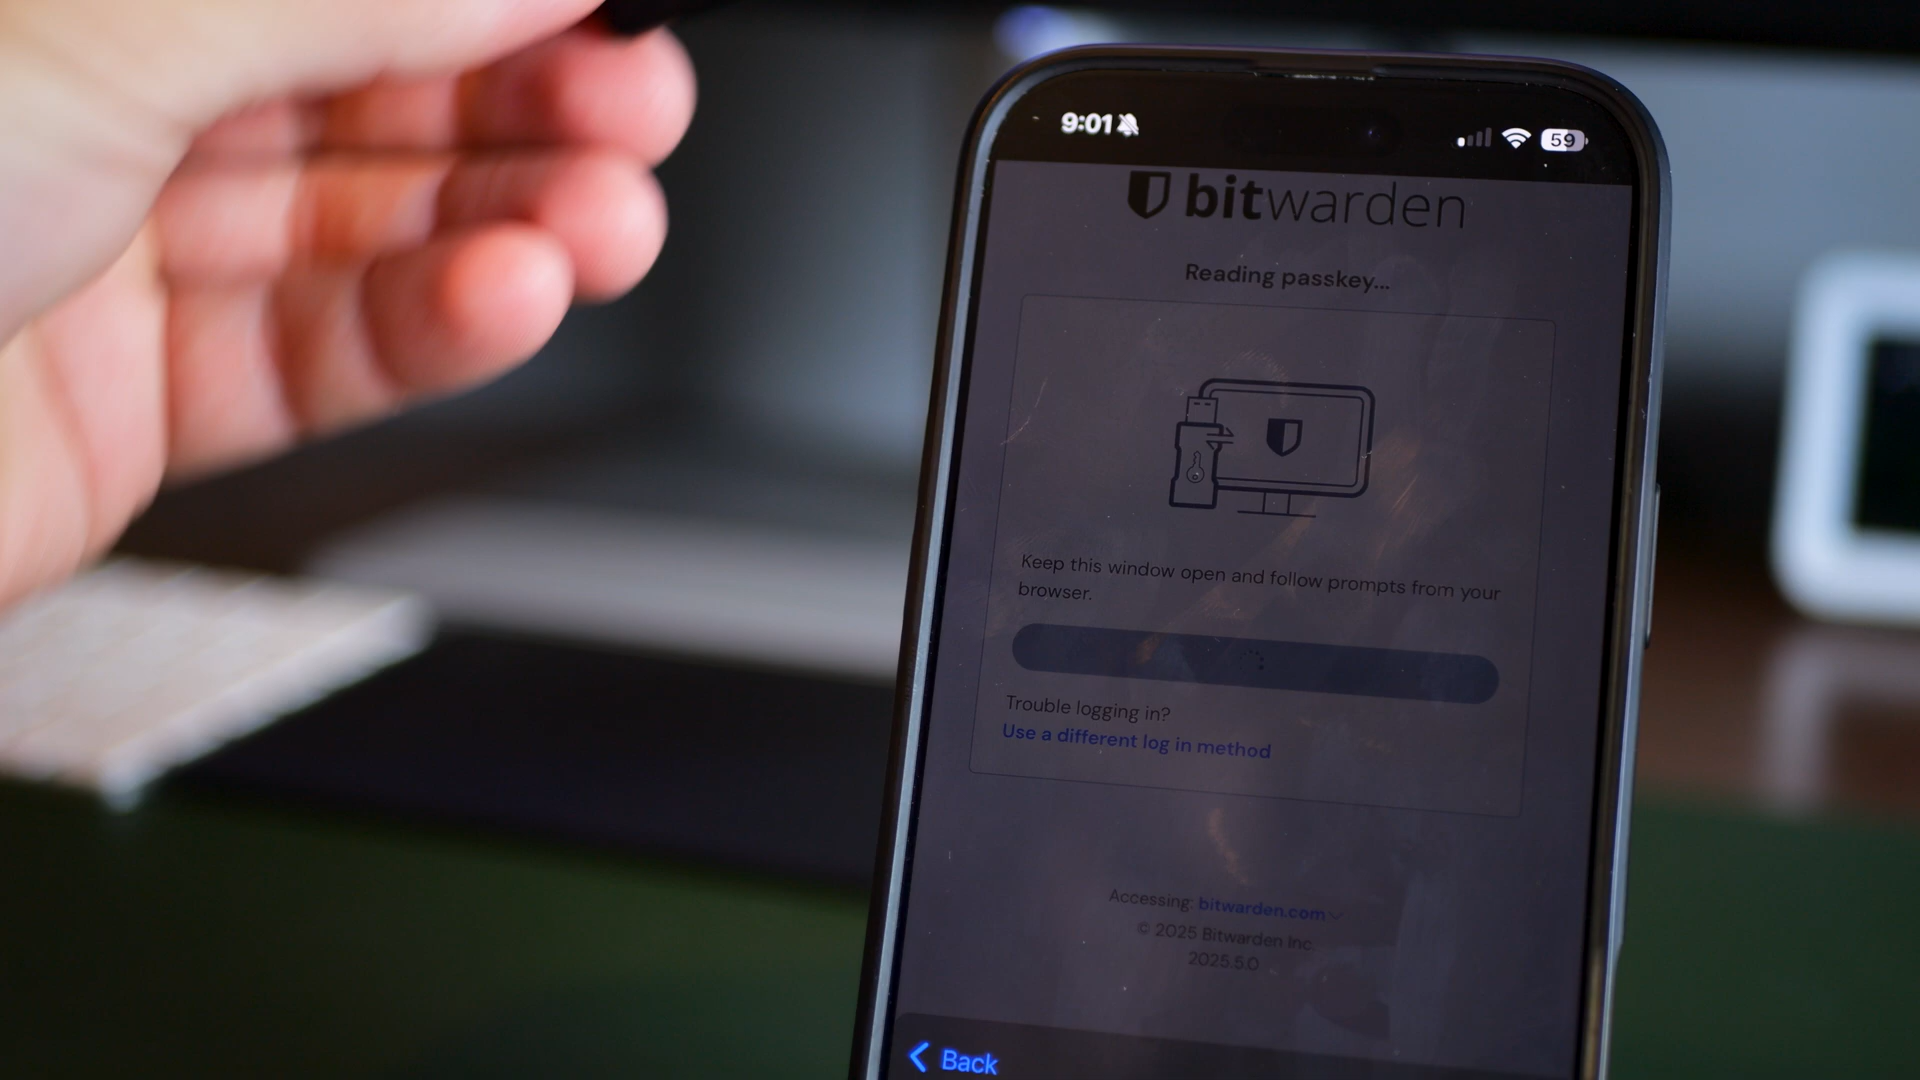 9:01
59
bitwarden
Reading passkey...
Keep this window open and follow prompts from your
browser.
Trouble logging in?
Use a different log in method
Accessing: bitwarden.com
© 2025 Bitwarden Inc.
2025.5.0
Back